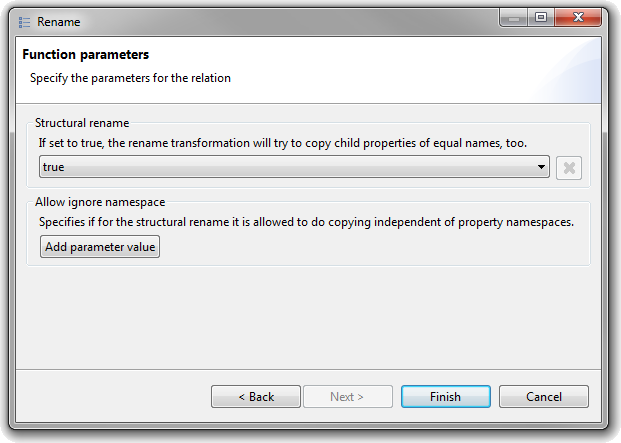 Rename
Function parameters
Specify the parameters for the relation
Structural rename
If set to true, the rename transformation will try to copy child properties of equal names, too.
true
Allow ignore namespace
Specifies if for the structural rename it is allowed to do copying independent of property namespaces.
Add parameter value
< Back
Next >
Finish
Cancel